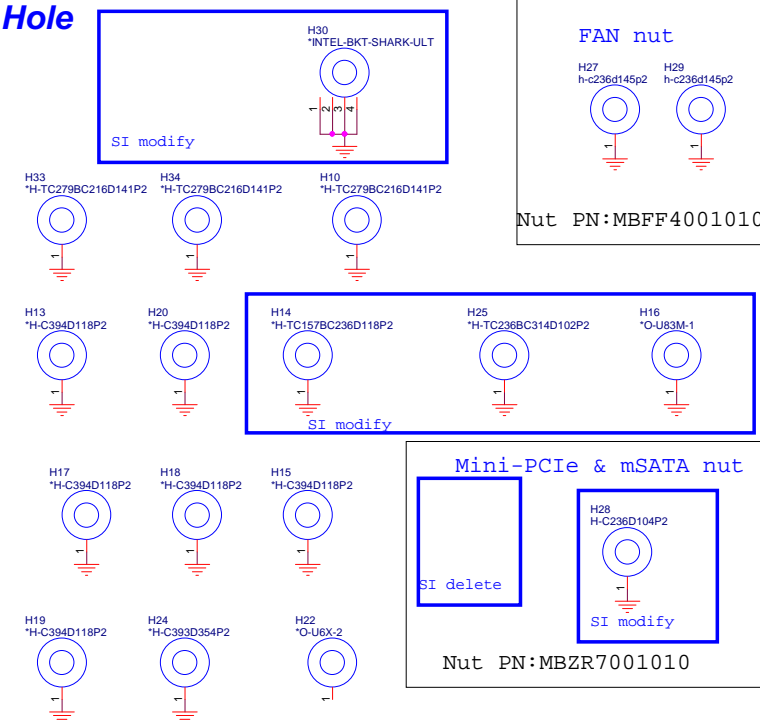 Hole
H30
*INTEL-BKT-SHARK-ULT
1 2 3 4
SI modify
FAN nut
H27
h-c236d145p2
1
H29
h-c236d145p2
1
Nut PN:MBFF4001010
H33
*H-TC279BC216D141P2
1
H34
*H-TC279BC216D141P2
1
H10
*H-TC279BC216D141P2
1
H13
*H-C394D118P2
1
H20
*H-C394D118P2
1
H14
*H-TC157BC236D118P2
1
H25
*H-TC236BC314D102P2
1
H16
*O-U83M-1
1
SI modify
H17
*H-C394D118P2
1
H18
*H-C394D118P2
1
H15
*H-C394D118P2
1
Mini-PCIe & mSATA nut
SI delete
H28
H-C236D104P2
1
SI modify
Nut PN:MBZR7001010
H19
*H-C394D118P2
1
H24
*H-C393D354P2
1
H22
*O-U6X-2
1